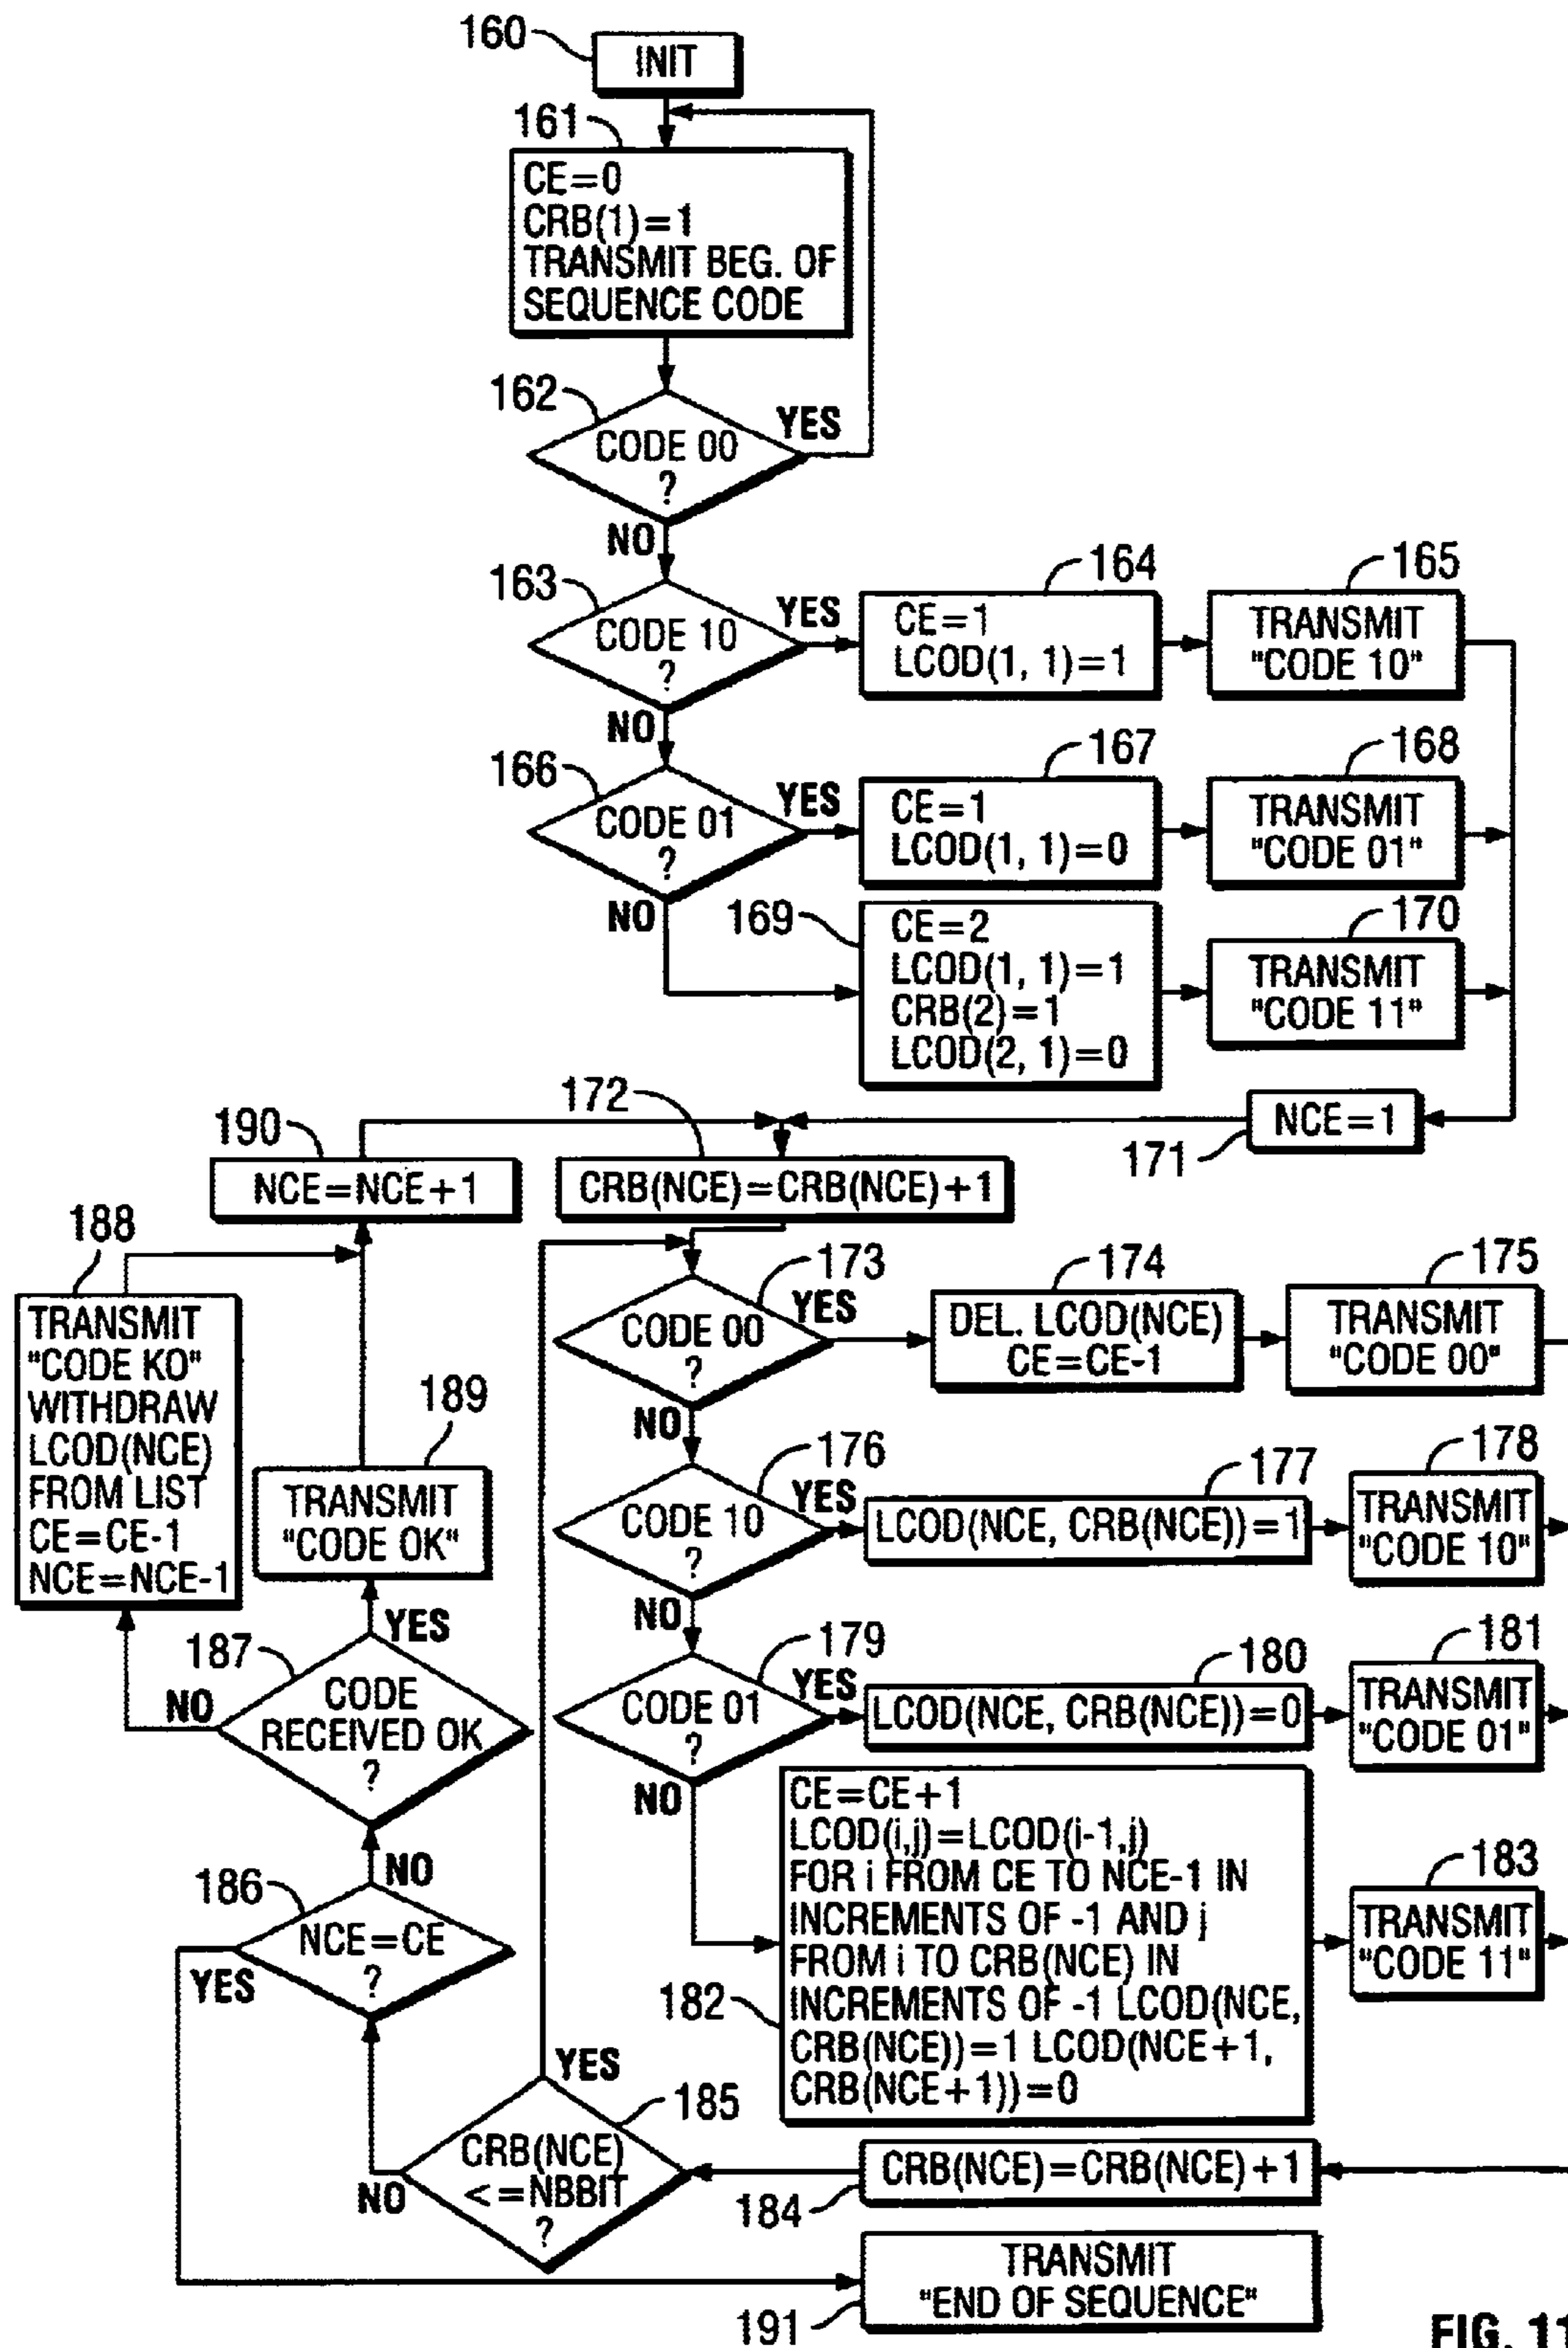 160
INIT
161
CE=0
CRB(1)=1
TRANSMIT BEG. OF
SEQUENCE CODE
162
CODE 00
?
YES
NO
163
CODE 10
?
YES
NO
164
CE=1
LCOD(1, 1)=1
165
TRANSMIT
"CODE 10"
166
CODE 01
?
YES
NO
167
CE=1
LCOD(1, 1)=0
168
TRANSMIT
"CODE 01"
169
CE=2
LCOD(1, 1)=1
CRB(2)=1
LCOD(2, 1)=0
170
TRANSMIT
"CODE 11"
171
NCE=1
172
CRB(NCE)=CRB(NCE)+1
190
NCE=NCE+1
188
TRANSMIT
"CODE KO"
WITHDRAW
LCOD(NCE)
FROM LIST
CE=CE-1
NCE=NCE-1
189
TRANSMIT
"CODE OK"
173
CODE 00
?
YES
NO
174
DEL. LCOD(NCE)
CE=CE-1
175
TRANSMIT
"CODE 00"
176
CODE 10
?
YES
NO
177
LCOD(NCE, CRB(NCE))=1
178
TRANSMIT
"CODE 10"
179
CODE 01
?
YES
NO
180
LCOD(NCE, CRB(NCE))=0
181
TRANSMIT
"CODE 01"
187
CODE
RECEIVED OK
?
YES
NO
186
NCE=CE
?
NO
YES
182
CE=CE+1
LCOD(i,j)=LCOD(i-1,j)
FOR i FROM CE TO NCE-1 IN
INCREMENTS OF -1 AND j
FROM i TO CRB(NCE) IN
INCREMENTS OF -1 LCOD(NCE,
CRB(NCE))=1 LCOD(NCE+1,
CRB(NCE+1))=0
183
TRANSMIT
"CODE 11"
185
CRB(NCE)
<=NBBIT
?
YES
NO
184
CRB(NCE)=CRB(NCE)+1
191
TRANSMIT
"END OF SEQUENCE"
FIG. 11